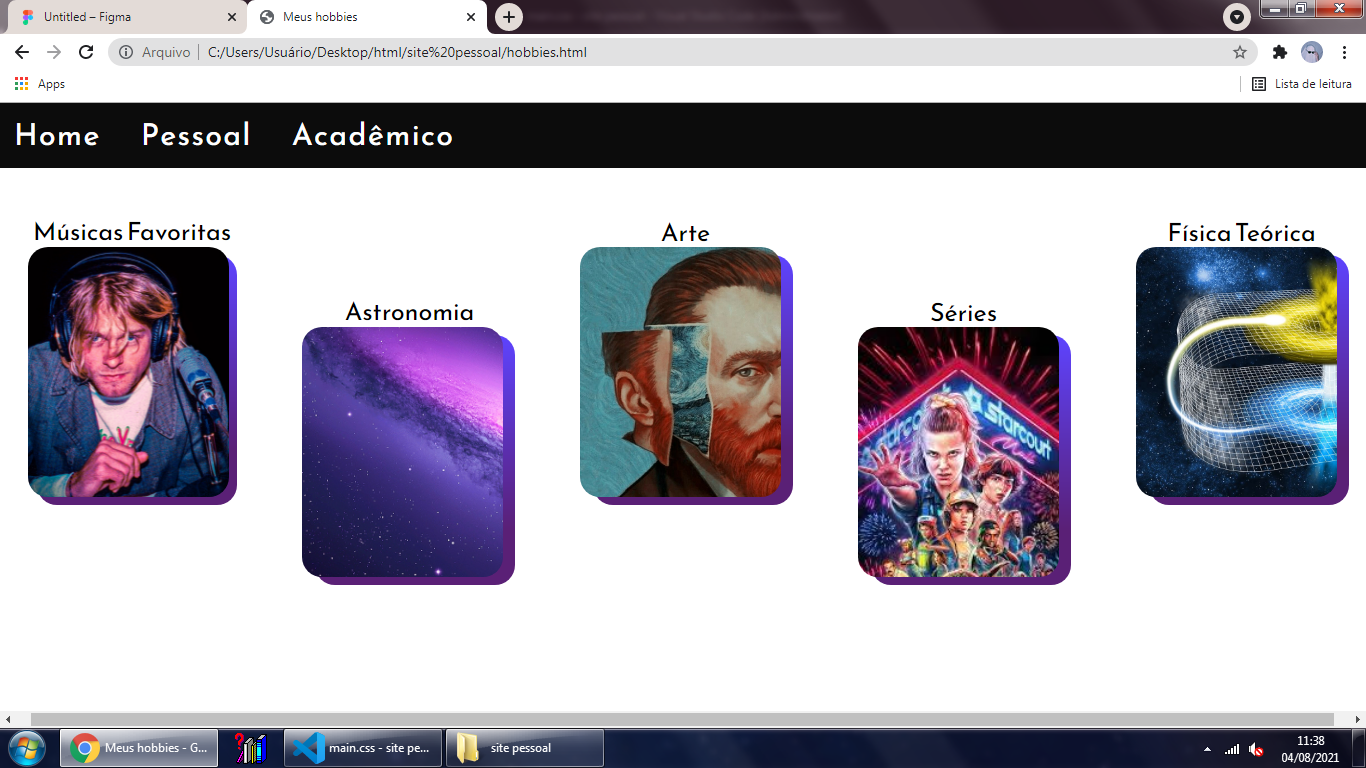 Untitled – Figma
Meus hobbies
Arquivo
C:/Users/Usuário/Desktop/html/site%20pessoal/hobbies.html
Apps
Lista de leitura
Home Pessoal Acadêmico
Músicas Favoritas
Arte
Física Teórica
Astronomia
Séries
starcourt
Meus hobbies - G...
main.css - site pe...
site pessoal
11:38
04/08/2021